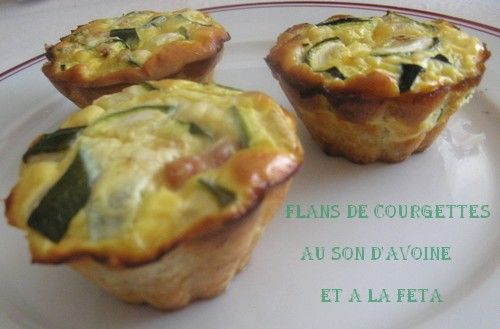 FLANS DE COURGETTES
AU SON D'AVOINE
ET A LA FETA